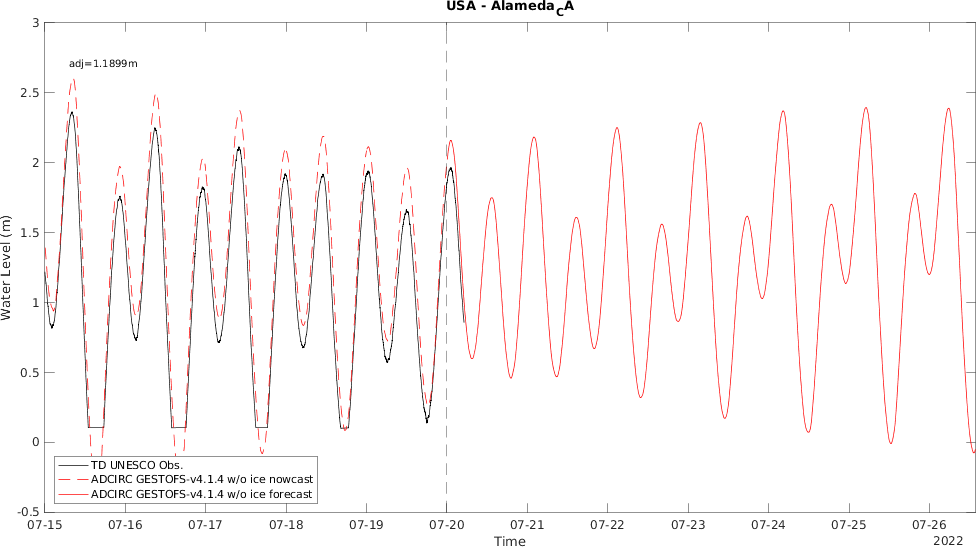 USA - Alameda_CA
adj=1.1899m
3
2.5
2
1.5
1
0.5
0
-0.5
Water Level (m)
TD UNESCO Obs.
ADCIRC GESTOFS-v4.1.4 w/o ice nowcast
ADCIRC GESTOFS-v4.1.4 w/o ice forecast
07-15 07-16 07-17 07-18 07-19 07-20 07-21 07-22 07-23 07-24 07-25 07-26
Time
2022